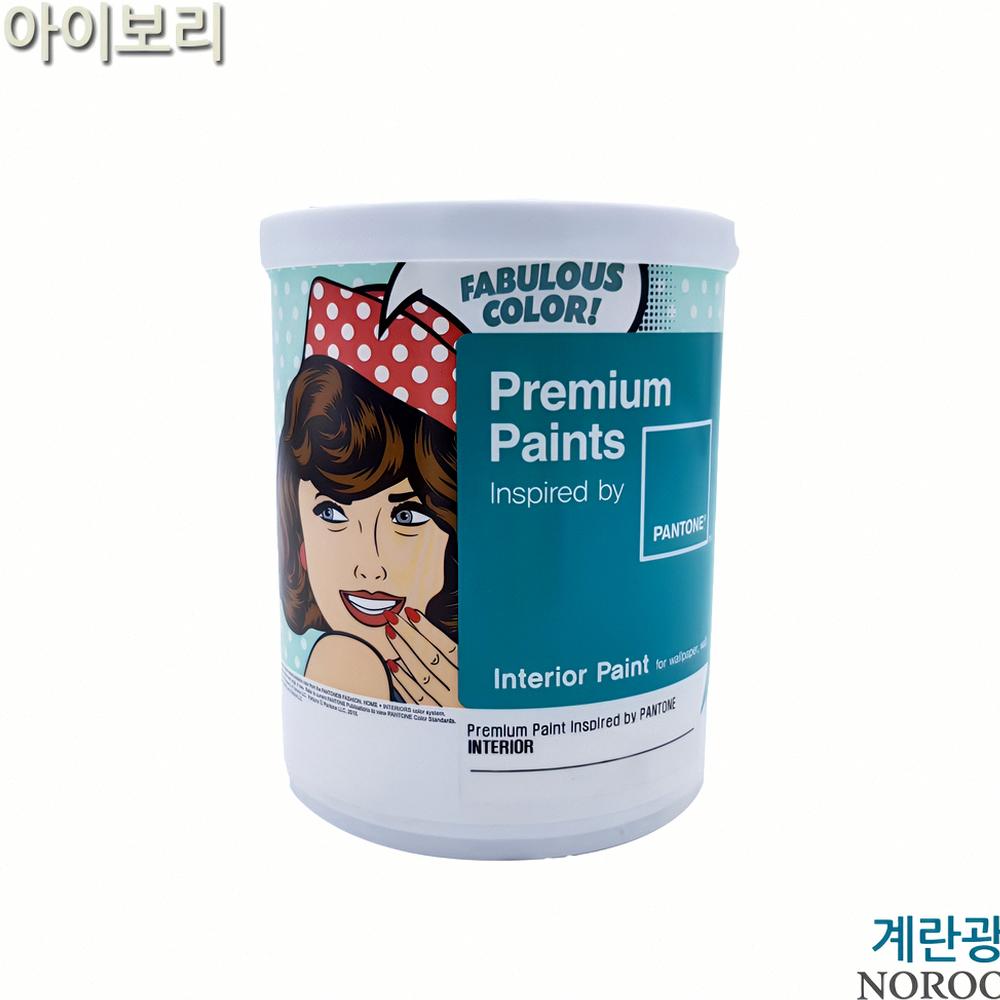 아이보리
FABULOUS
COLOR!
Premium
Paints
Inspired by
PANTONE
Interior Paint for wallpaper,
Premium Paint Inspired by PANTONE
INTERIOR
계란광
NOROO